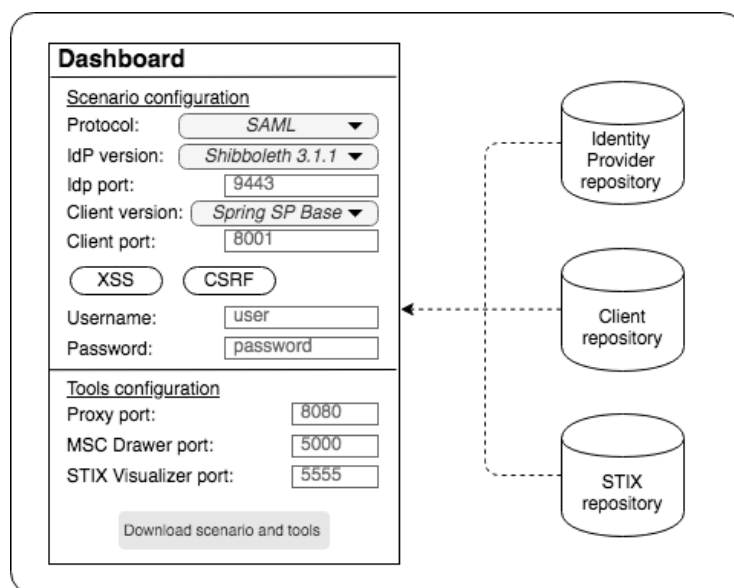 Dashboard
Scenario configuration
Protocol: SAML
IdP version: Shibboleth 3.1.1
Idp port: 9443
Client version: Spring SP Base
Client port: 8001
XSS CSRF
Username: user
Password: password
Tools configuration
Proxy port: 8080
MSC Drawer port: 5000
STIX Visualizer port: 5555
Download scenario and tools
Identity
Provider
repository
Client
repository
STIX
repository